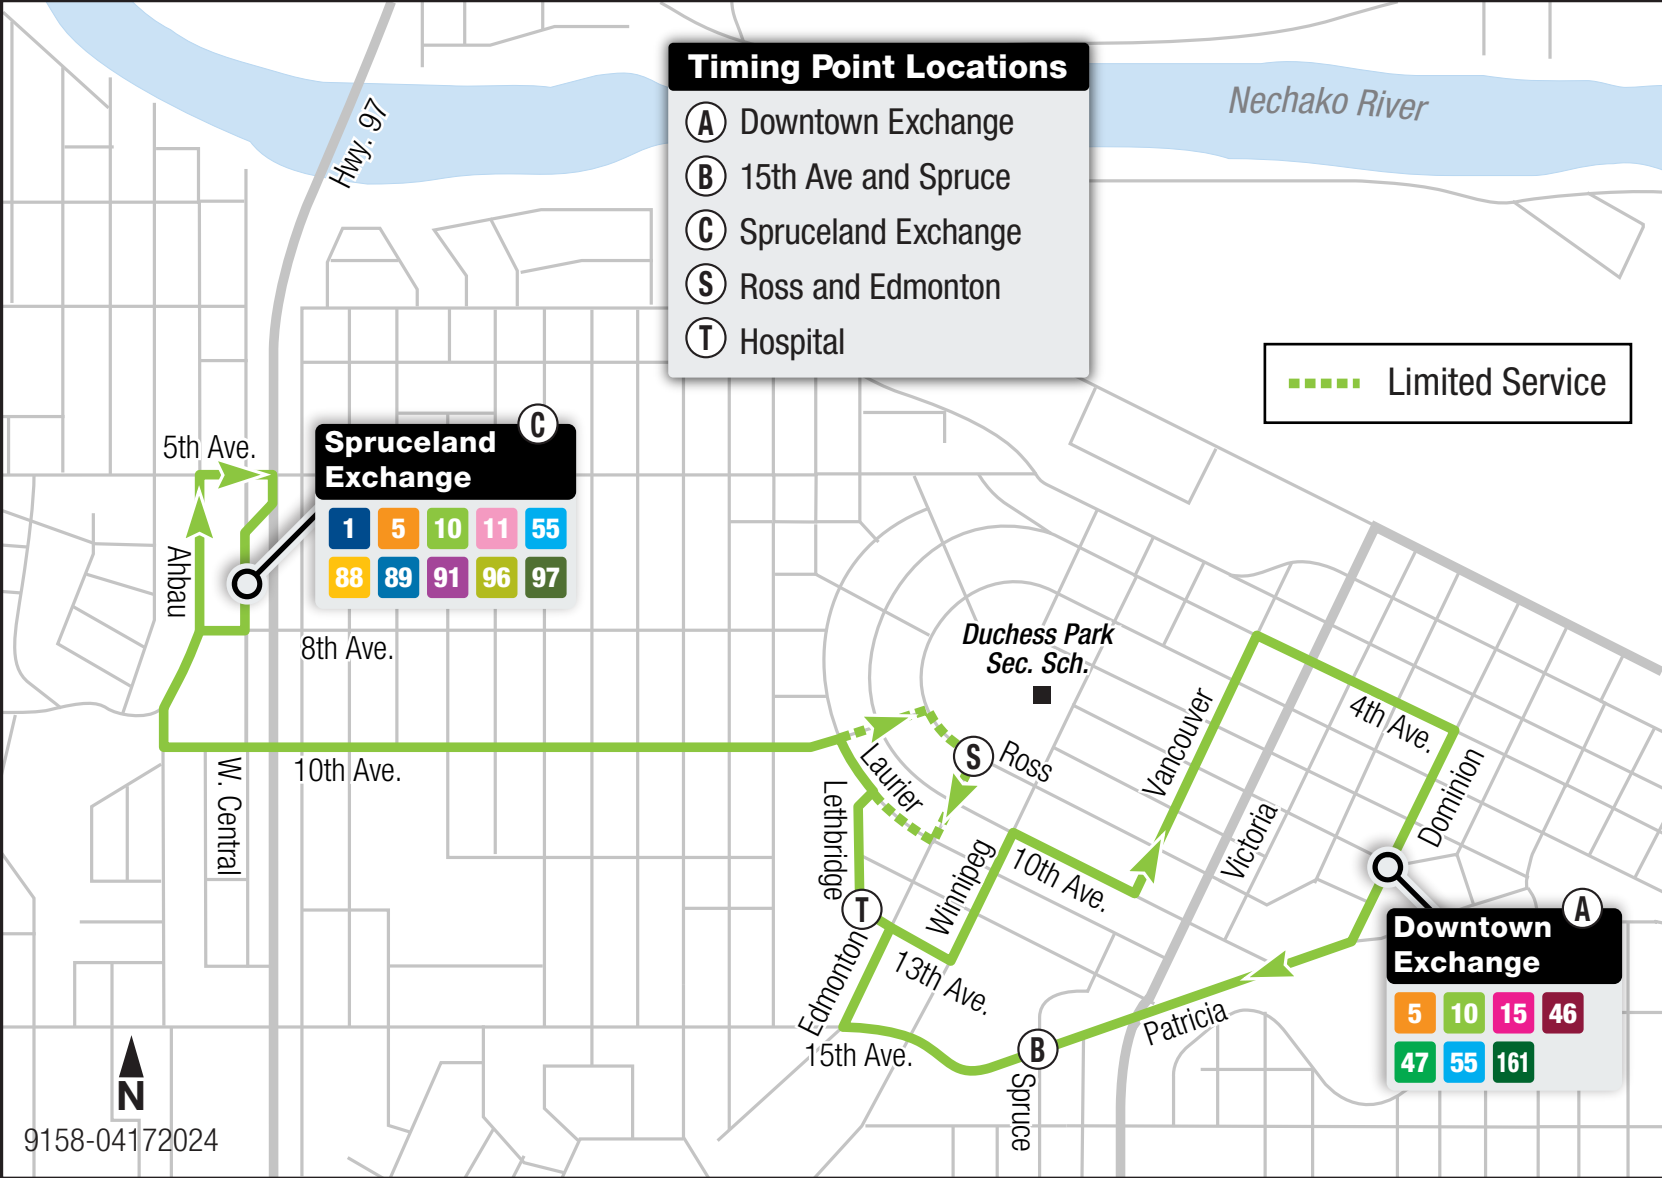 Timing Point Locations
A Downtown Exchange
B 15th Ave and Spruce
C Spruceland Exchange
S Ross and Edmonton
T Hospital
Nechako River
Hwy. 97
Limited Service
5th Ave.
C
Spruceland
Exchange
1 5 10 11 55
88 89 91 96 97
Ahbau
8th Ave.
Duchess Park
Sec. Sch.
10th Ave.
W. Central
Laurier
Lethbridge
S
Ross
Vancouver
4th Ave.
Dominion
Victoria
Winnipeg
10th Ave.
T
Edmonton
13th Ave.
15th Ave.
B
Spruce
Patricia
A
Downtown
Exchange
5 10 15 46
47 55 161
N
9158-04172024